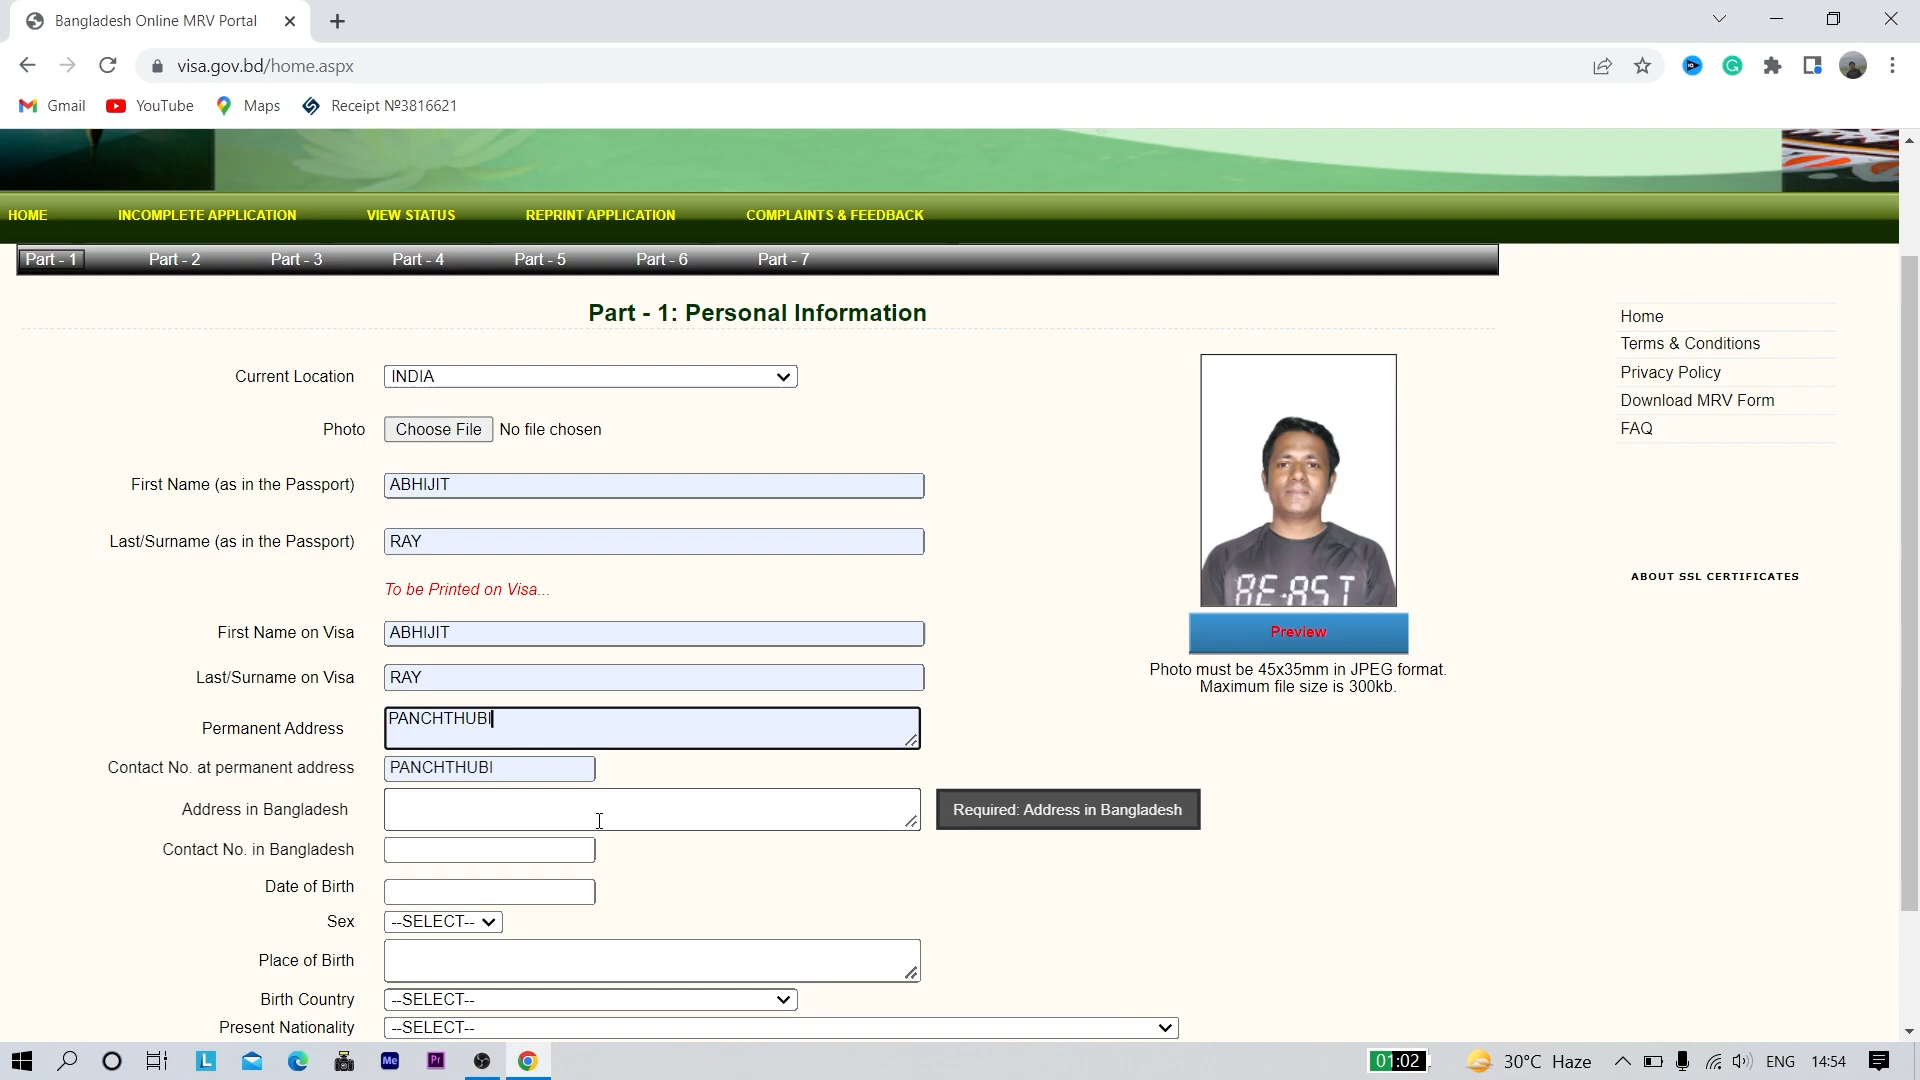 Bangladesh Online MRV Portal
visa.gov.bd/home.aspx
Gmail YouTube Maps Receipt №3816621
HOME INCOMPLETE APPLICATION VIEW STATUS REPRINT APPLICATION COMPLAINTS & FEEDBACK
Part - 1 Part - 2 Part - 3 Part - 4 Part - 5 Part - 6 Part - 7
Part - 1: Personal Information
Current Location INDIA
Photo Choose File No file chosen
First Name (as in the Passport) ABHIJIT
Last/Surname (as in the Passport) RAY
To be Printed on Visa...
First Name on Visa ABHIJIT
Last/Surname on Visa RAY
Permanent Address PANCHTHUBI
Contact No. at permanent address PANCHTHUBI
Address in Bangladesh Required: Address in Bangladesh
Contact No. in Bangladesh
Date of Birth
Sex --SELECT--
Place of Birth
Birth Country --SELECT--
Present Nationality --SELECT--
BE·AST
Preview
Photo must be 45x35mm in JPEG format.
Maximum file size is 300kb.
Home
Terms & Conditions
Privacy Policy
Download MRV Form
FAQ
ABOUT SSL CERTIFICATES
L Me Pr 01:02 30°C Haze ENG 14:54